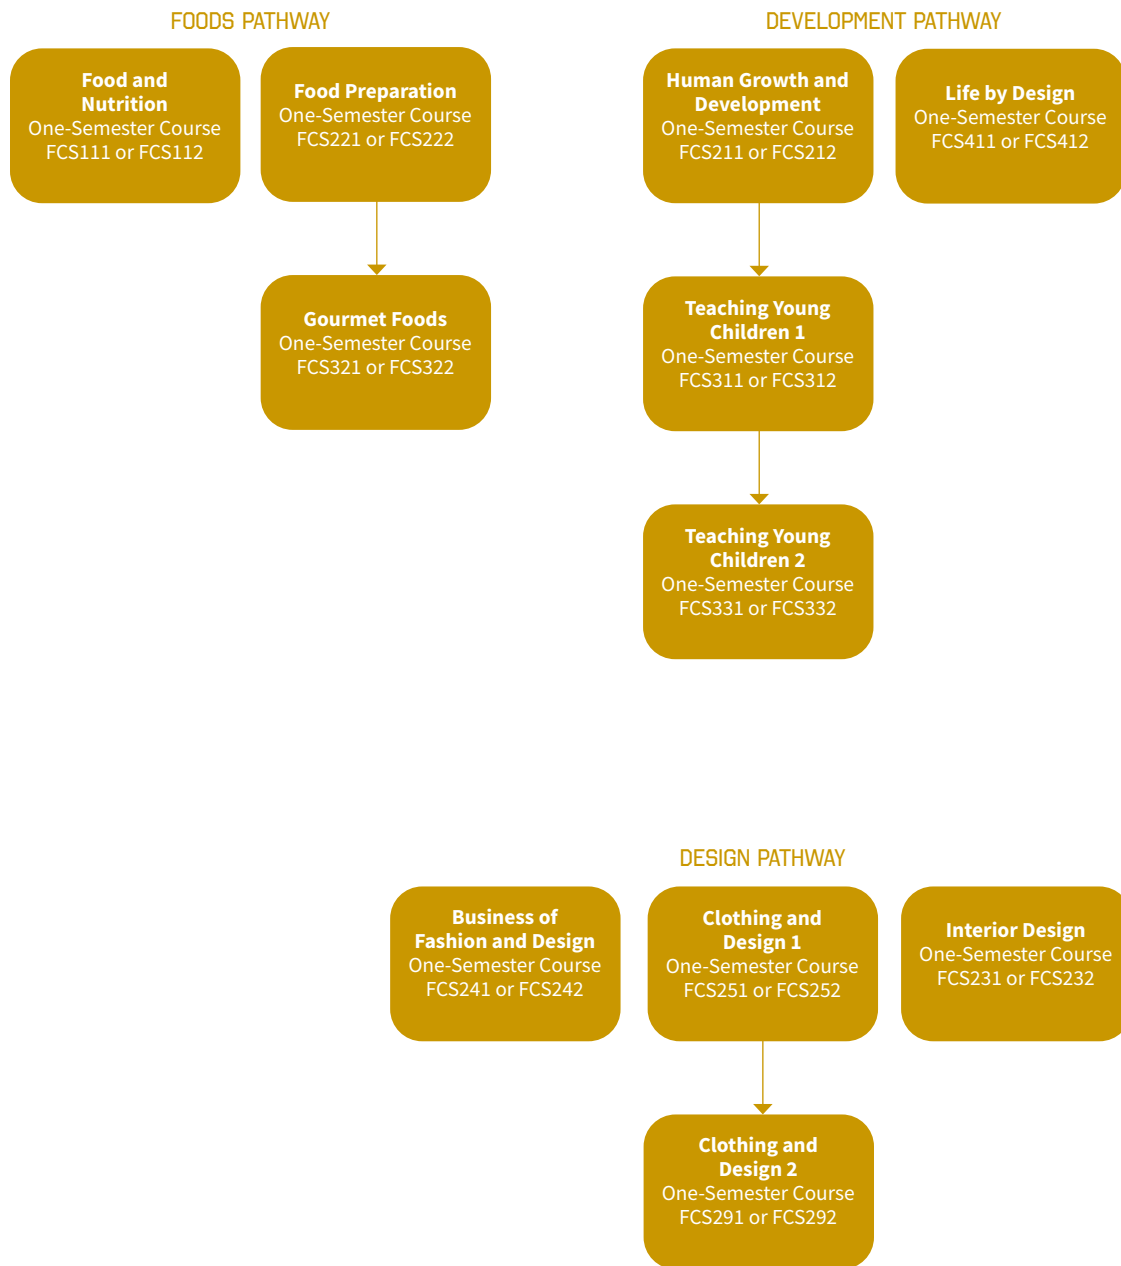 FOODS PATHWAY
Food and
Nutrition
One-Semester Course
FCS111 or FCS112
Food Preparation
One-Semester Course
FCS221 or FCS222
Gourmet Foods
One-Semester Course
FCS321 or FCS322
DEVELOPMENT PATHWAY
Human Growth and
Development
One-Semester Course
FCS211 or FCS212
Life by Design
One-Semester Course
FCS411 or FCS412
Teaching Young
Children 1
One-Semester Course
FCS311 or FCS312
Teaching Young
Children 2
One-Semester Course
FCS331 or FCS332
DESIGN PATHWAY
Business of
Fashion and Design
One-Semester Course
FCS241 or FCS242
Clothing and
Design 1
One-Semester Course
FCS251 or FCS252
Interior Design
One-Semester Course
FCS231 or FCS232
Clothing and
Design 2
One-Semester Course
FCS291 or FCS292